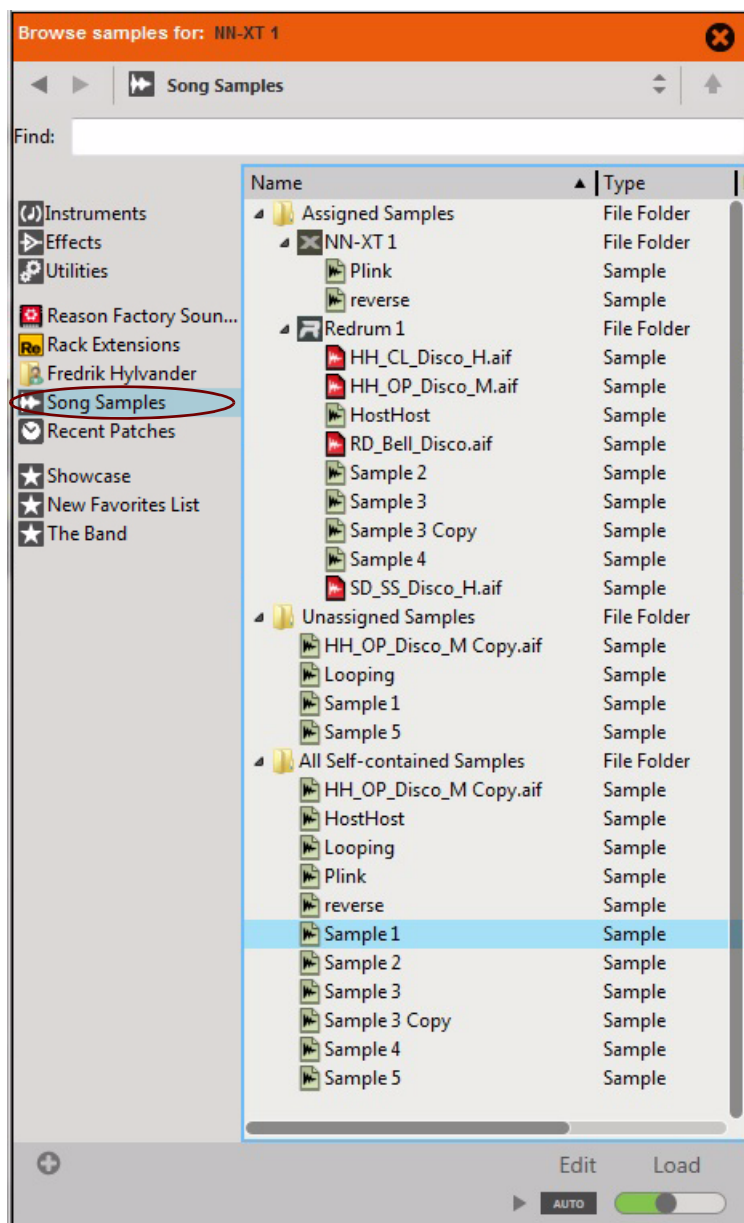 Browse samples for: NN-XT 1
Song Samples
Find:
Name Type
Instruments
Effects
Utilities
Reason Factory Soun...
Re Rack Extensions
Fredrik Hylvander
Song Samples
Recent Patches
Showcase
New Favorites List
The Band
Assigned Samples File Folder
NN-XT 1 File Folder
Plink Sample
reverse Sample
Redrum 1 File Folder
HH_CL_Disco_H.aif Sample
HH_OP_Disco_M.aif Sample
HostHost Sample
RD_Bell_Disco.aif Sample
Sample 2 Sample
Sample 3 Sample
Sample 3 Copy Sample
Sample 4 Sample
SD_SS_Disco_H.aif Sample
Unassigned Samples File Folder
HH_OP_Disco_M Copy.aif Sample
Looping Sample
Sample 1 Sample
Sample 5 Sample
All Self-contained Samples File Folder
HH_OP_Disco_M Copy.aif Sample
HostHost Sample
Looping Sample
Plink Sample
reverse Sample
Sample 1 Sample
Sample 2 Sample
Sample 3 Sample
Sample 3 Copy Sample
Sample 4 Sample
Sample 5 Sample
Edit Load
AUTO